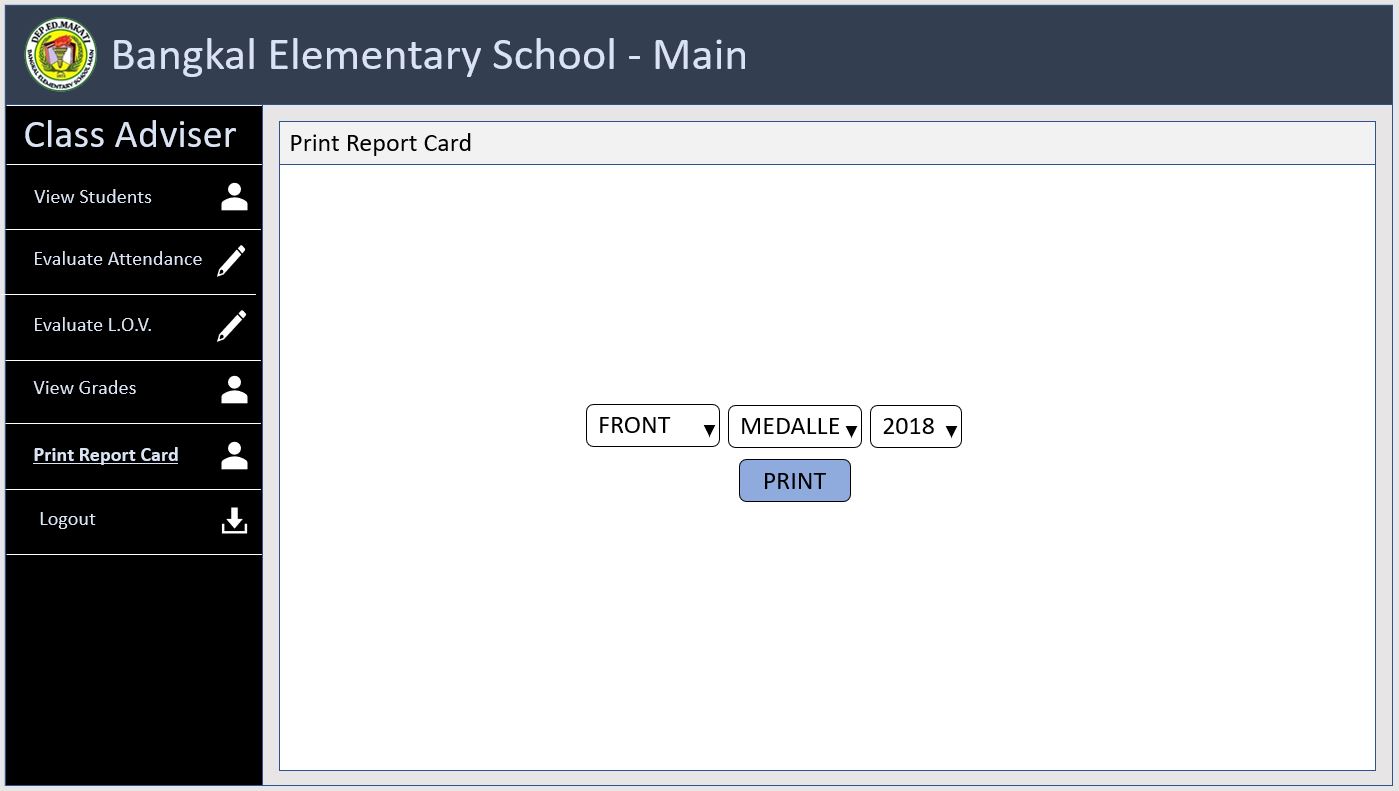 DEP.ED.MAKATI
BANGKAL ELEMENTARY SCHOOL MAIN
Bangkal Elementary School - Main
Class Adviser
View Students
Evaluate Attendance
Evaluate L.O.V.
View Grades
Print Report Card
Logout
Print Report Card
FRONT ▼ MEDALLE ▼ 2018 ▼
PRINT